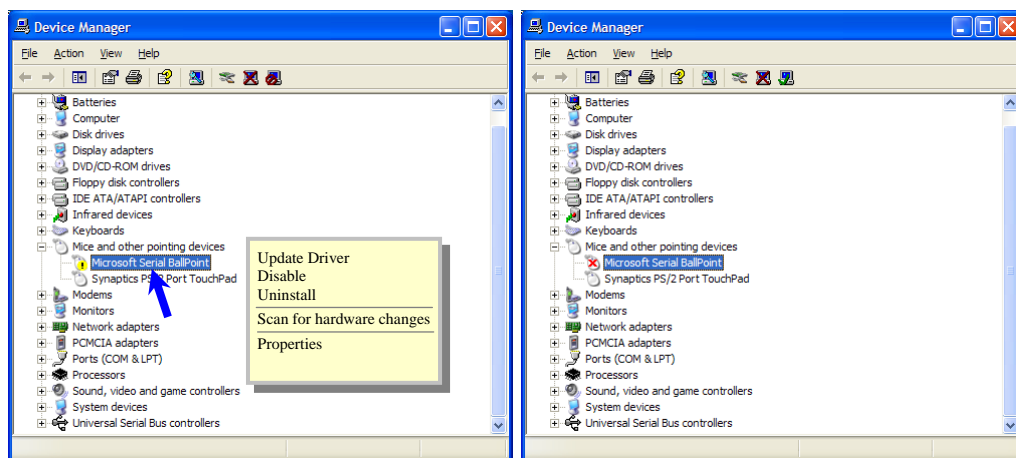 Device Manager
File Action View Help
Batteries
Computer
Disk drives
Display adapters
DVD/CD-ROM drives
Floppy disk controllers
IDE ATA/ATAPI controllers
Infrared devices
Keyboards
Mice and other pointing devices
Microsoft Serial BallPoint
Synaptics PS/2 Port TouchPad
Modems
Monitors
Network adapters
PCMCIA adapters
Ports (COM & LPT)
Processors
Sound, video and game controllers
System devices
Universal Serial Bus controllers
Update Driver
Disable
Uninstall
Scan for hardware changes
Properties
Device Manager
File Action View Help
Batteries
Computer
Disk drives
Display adapters
DVD/CD-ROM drives
Floppy disk controllers
IDE ATA/ATAPI controllers
Infrared devices
Keyboards
Mice and other pointing devices
Microsoft Serial BallPoint
Synaptics PS/2 Port TouchPad
Modems
Monitors
Network adapters
PCMCIA adapters
Ports (COM & LPT)
Processors
Sound, video and game controllers
System devices
Universal Serial Bus controllers